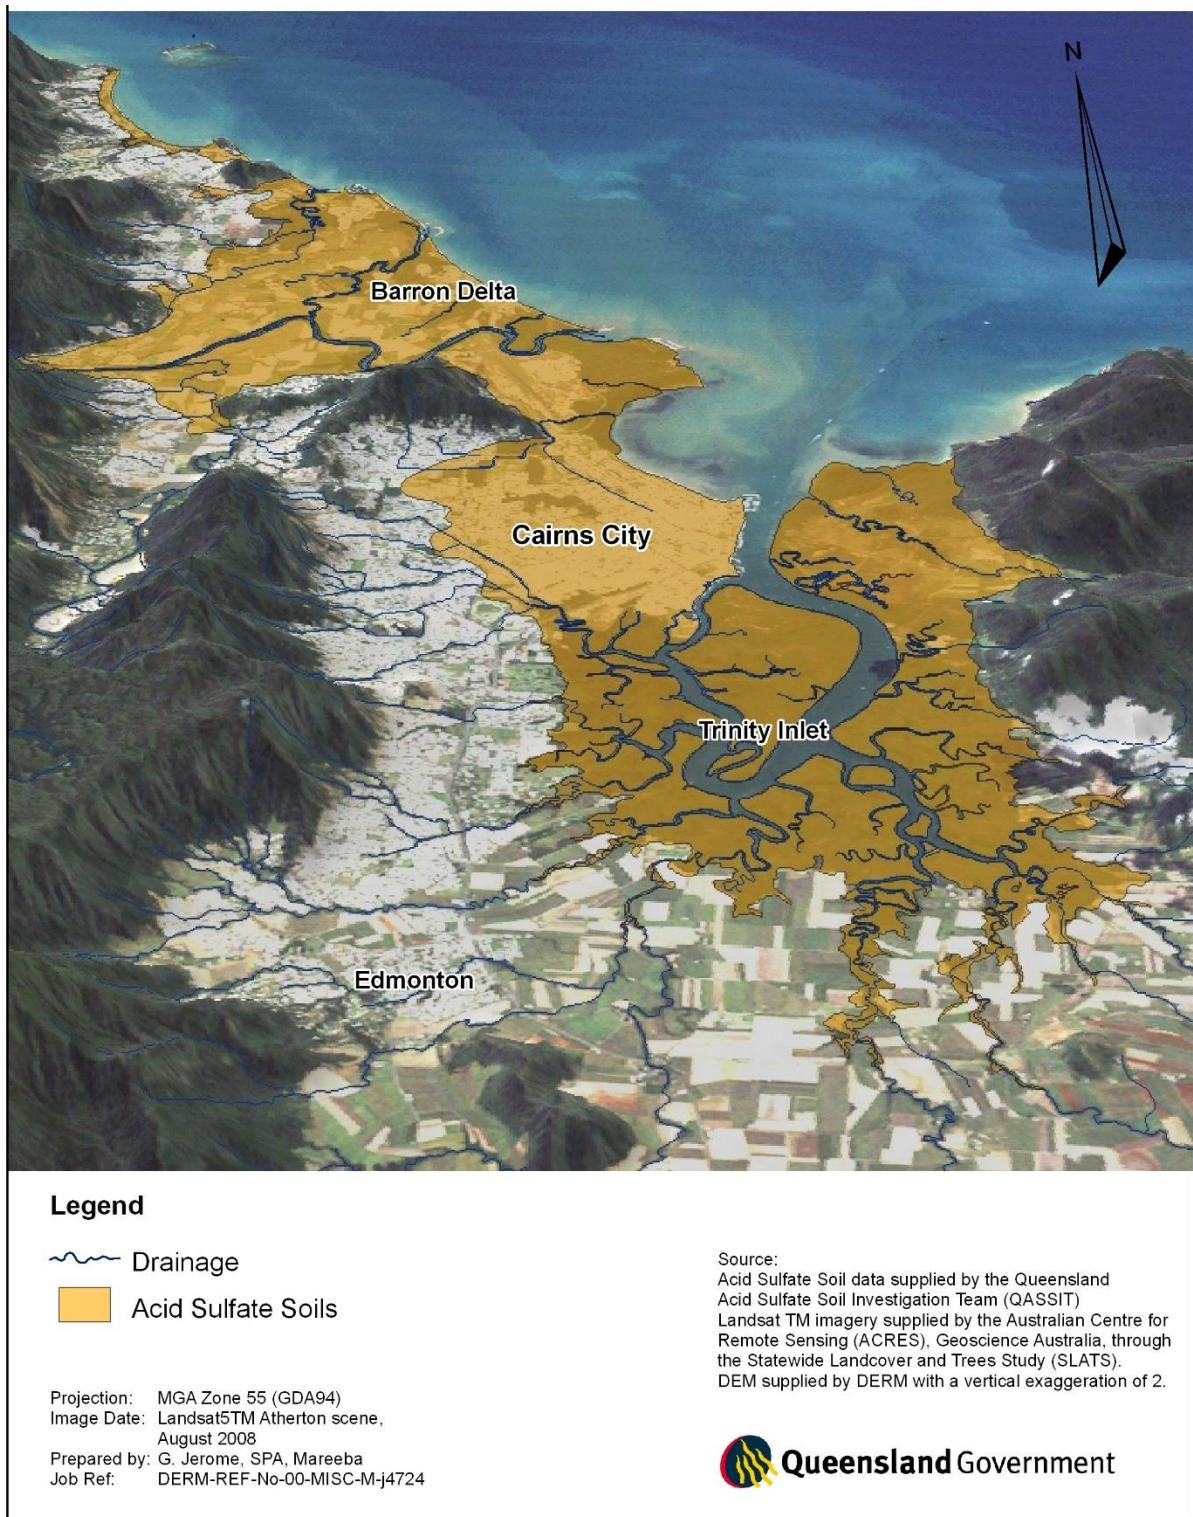 N
Barron Delta
Cairns City
Trinity Inlet
Edmonton
Legend
Drainage
Acid Sulfate Soils
Projection: MGA Zone 55 (GDA94)
Image Date: Landsat5TM Atherton scene,
August 2008
Prepared by: G. Jerome, SPA, Mareeba
Job Ref: DERM-REF-No-00-MISC-M-j4724
Source:
Acid Sulfate Soil data supplied by the Queensland
Acid Sulfate Soil Investigation Team (QASSIT)
Landsat TM imagery supplied by the Australian Centre for
Remote Sensing (ACRES), Geoscience Australia, through
the Statewide Landcover and Trees Study (SLATS).
DEM supplied by DERM with a vertical exaggeration of 2.
Queensland Government